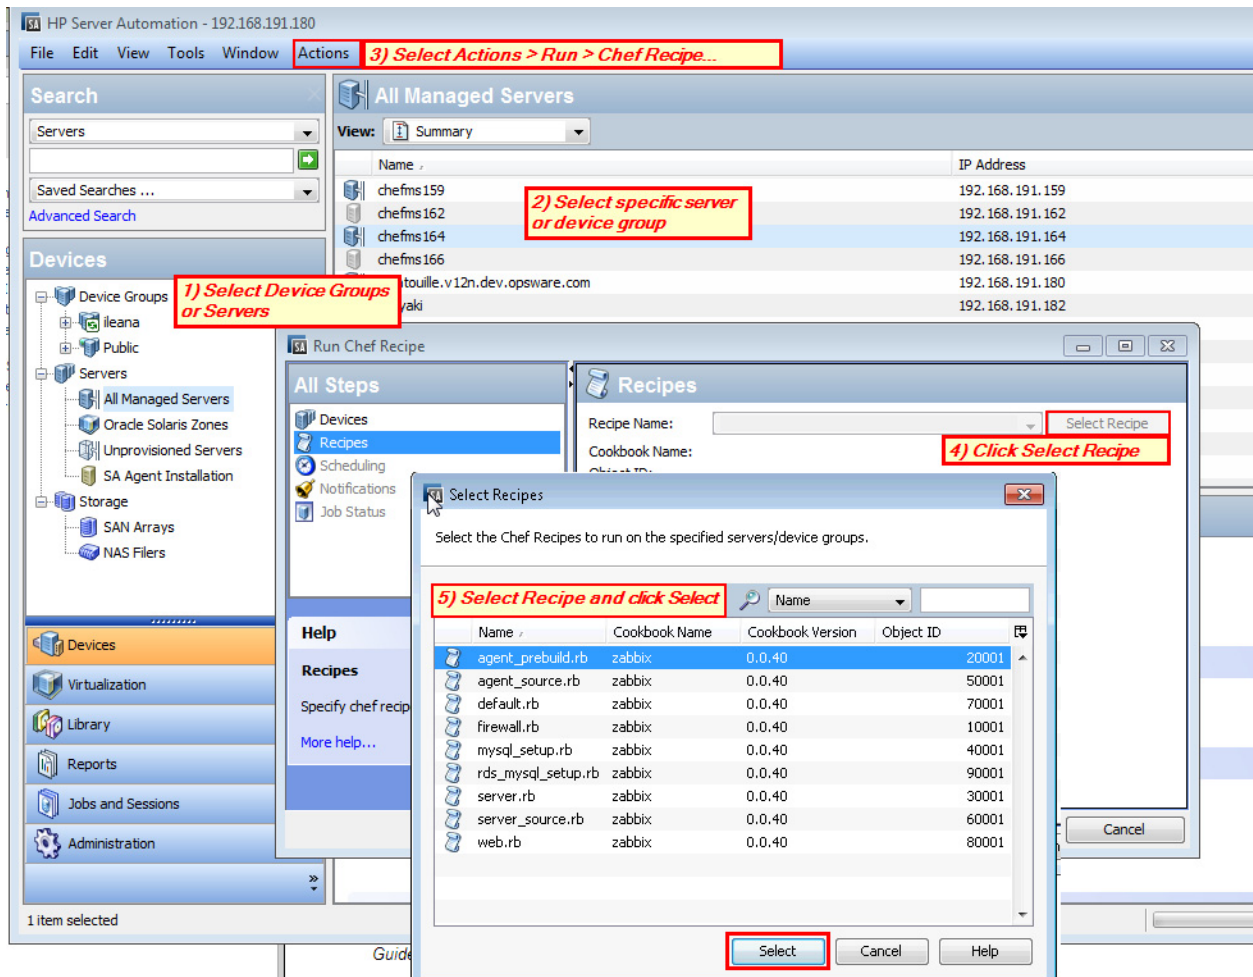 HP Server Automation - 192.168.191.180
File Edit View Tools Window Actions
3) Select Actions > Run > Chef Recipe...
Search
Servers
Saved Searches ...
Advanced Search
All Managed Servers
View: Summary
Name IP Address
chefms159 192.168.191.159
chefms162 192.168.191.162
chefms164 192.168.191.164
chefms166 192.168.191.166
192.168.191.180
192.168.191.182
2) Select specific server
or device group
Devices
Device Groups
ileana
Public
Servers
All Managed Servers
Oracle Solaris Zones
Unprovisioned Servers
SA Agent Installation
Storage
SAN Arrays
NAS Filers
1) Select Device Groups
or Servers
Devices
Virtualization
Library
Reports
Jobs and Sessions
Administration
1 item selected
Run Chef Recipe
All Steps
Devices
Recipes
Scheduling
Notifications
Job Status
Help
Recipes
Specify chef recip
More help...
Recipes
Recipe Name: Select Recipe
Cookbook Name:
4) Click Select Recipe
Cancel
Select Recipes
Select the Chef Recipes to run on the specified servers/device groups.
5) Select Recipe and click Select
Name
Name Cookbook Name Cookbook Version Object ID
agent_prebuild.rb zabbix 0.0.40 20001
agent_source.rb zabbix 0.0.40 50001
default.rb zabbix 0.0.40 70001
firewall.rb zabbix 0.0.40 10001
mysql_setup.rb zabbix 0.0.40 40001
rds_mysql_setup.rb zabbix 0.0.40 90001
server.rb zabbix 0.0.40 30001
server_source.rb zabbix 0.0.40 60001
web.rb zabbix 0.0.40 80001
Select Cancel Help